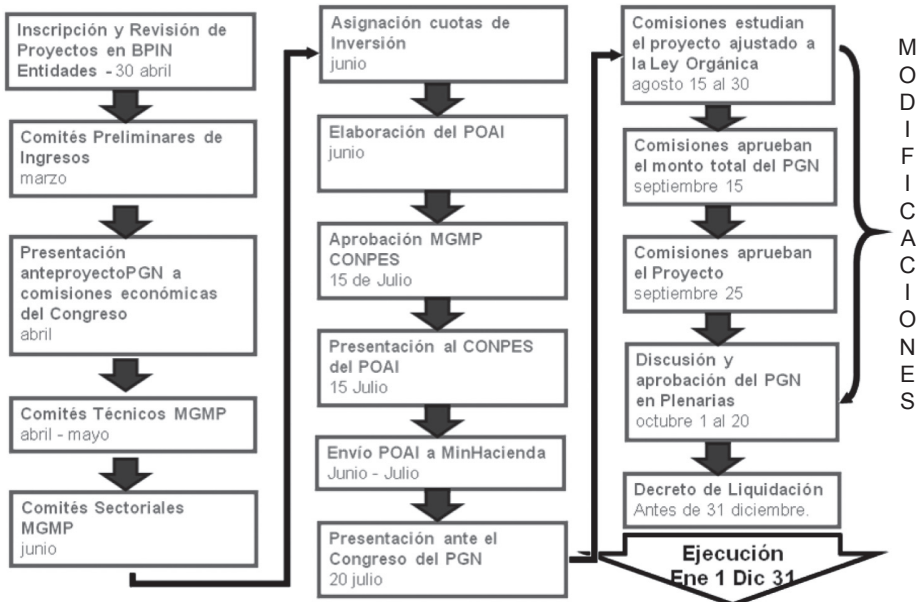 Inscripción y Revisión de
Proyectos en BPIN
Entidades - 30 abril
Comités Preliminares de
Ingresos
marzo
Presentación
anteproyectoPGN a
comisiones económicas
del Congreso
abril
Comités Técnicos MGMP
abril - mayo
Comités Sectoriales
MGMP
junio
Asignación cuotas de
Inversión
junio
Elaboración del POAI
junio
Aprobación MGMP
CONPES
15 de Julio
Presentación al CONPES
del POAI
15 Julio
Envío POAI a MinHacienda
Junio - Julio
Presentación ante el
Congreso del PGN
20 julio
Comisiones estudian
el proyecto ajustado a
la Ley Orgánica
agosto 15 al 30
Comisiones aprueban
el monto total del PGN
septiembre 15
Comisiones aprueban
el Proyecto
septiembre 25
Discusión y
aprobación del PGN
en Plenarias
octubre 1 al 20
Decreto de Liquidación
Antes de 31 diciembre.
Ejecución
Ene 1 Dic 31
MODIFICACIONES